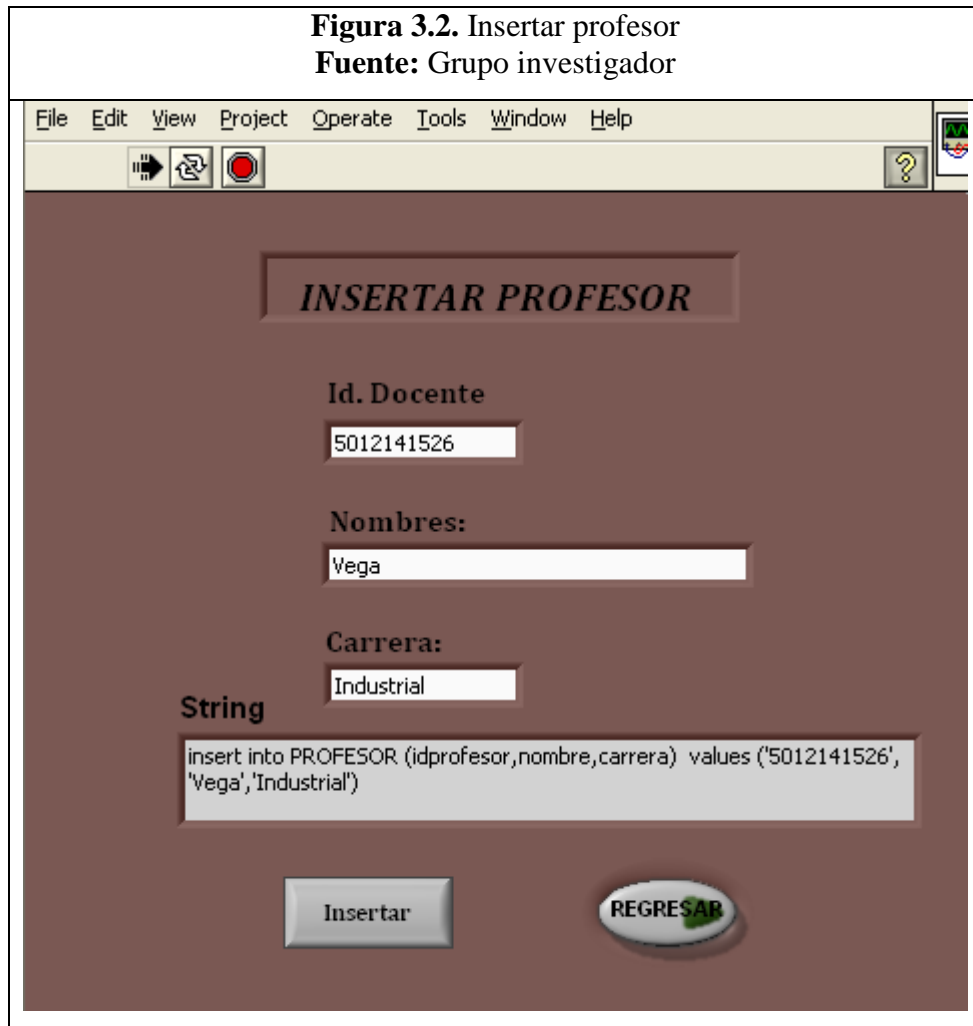 Figura 3.2. Insertar profesor
Fuente: Grupo investigador
File Edit View Project Operate Tools Window Help
?
INSERTAR PROFESOR
Id. Docente
5012141526
Nombres:
Vega
Carrera:
Industrial
String
insert into PROFESOR (idprofesor,nombre,carrera) values ('5012141526',
'Vega','Industrial')
Insertar
REGRESAR